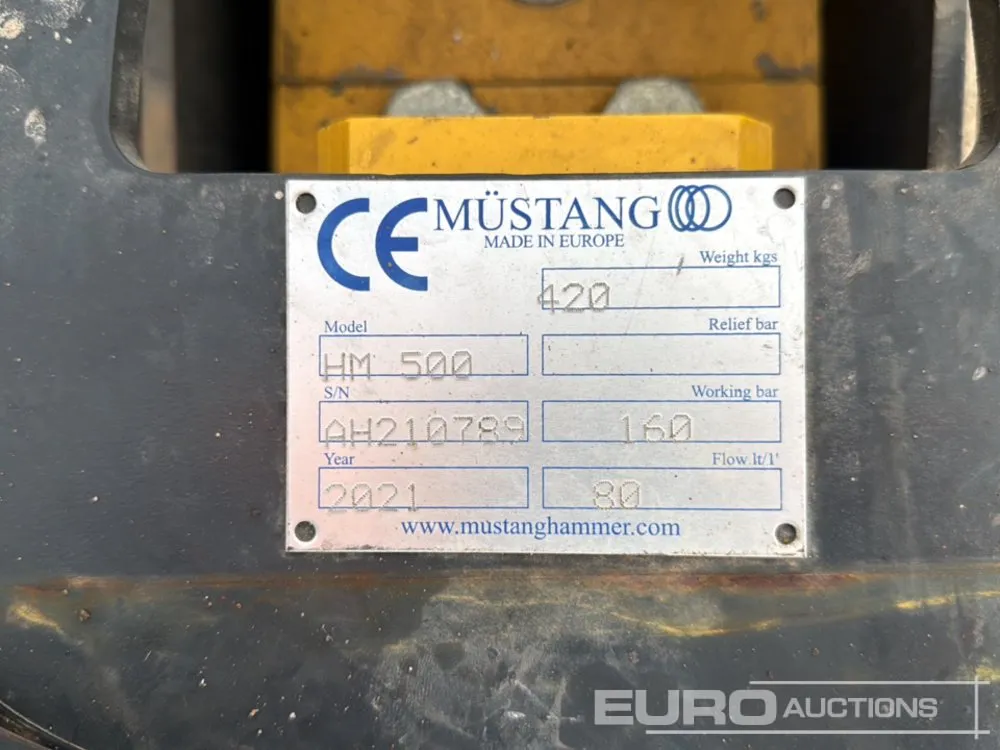 CE MÜSTANG
MADE IN EUROPE
Weight kgs
420
Model
HM 500
Relief bar
S/N
AH210789
Working bar
160
Year
2021
Flow lt/1'
80
www.mustanghammer.com
EURO AUCTIONS